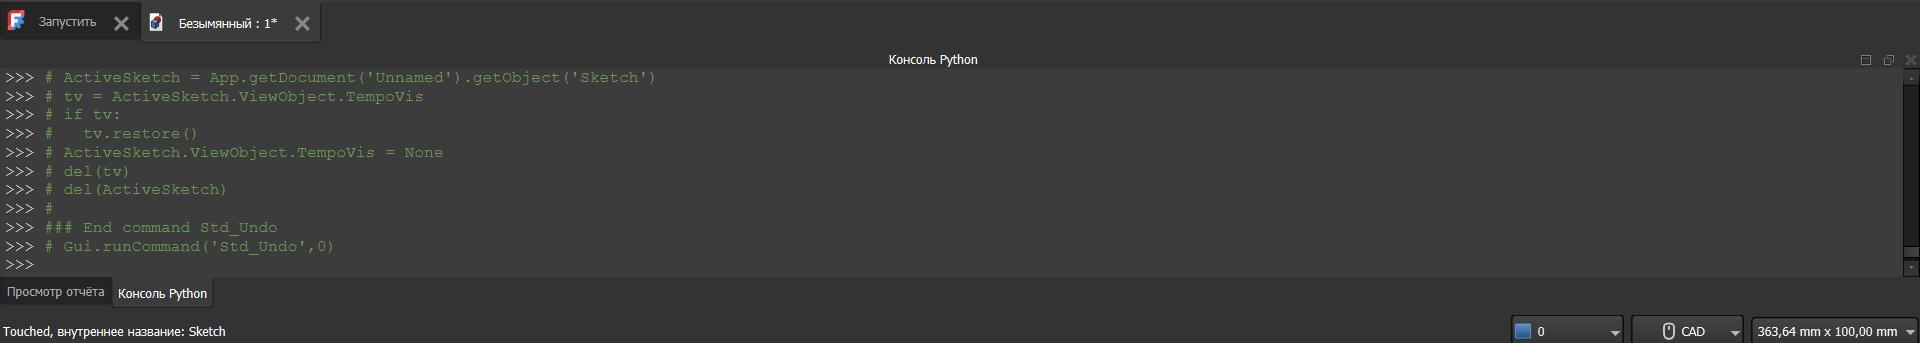 Запустить
Безымянный : 1*
Консоль Python
>>> # ActiveSketch = App.getDocument('Unnamed').getObject('Sketch')
>>> # tv = ActiveSketch.ViewObject.TempoVis
>>> # if tv:
>>> #   tv.restore()
>>> # ActiveSketch.ViewObject.TempoVis = None
>>> # del(tv)
>>> # del(ActiveSketch)
>>> #
>>> ### End command Std_Undo
>>> # Gui.runCommand('Std_Undo',0)
>>>
Просмотр отчёта
Консоль Python
Touched, внутреннее название: Sketch
0
CAD
363,64 mm x 100,00 mm